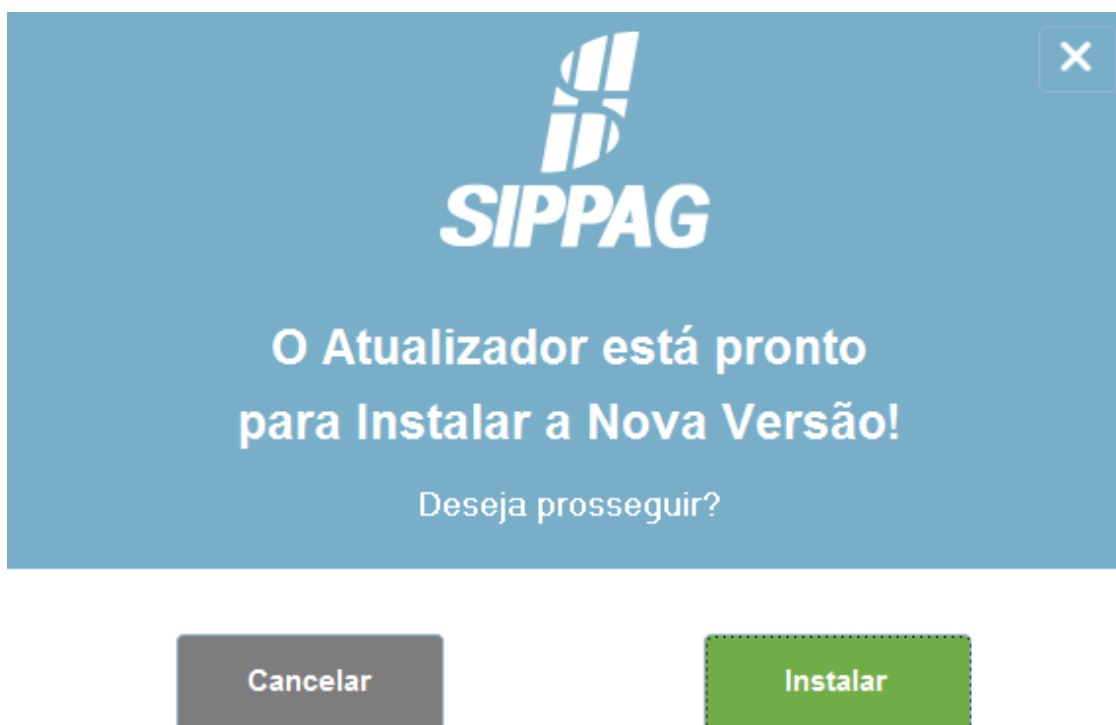 SIPPAG
O Atualizador está pronto
para Instalar a Nova Versão!
Deseja prosseguir?
Cancelar
Instalar